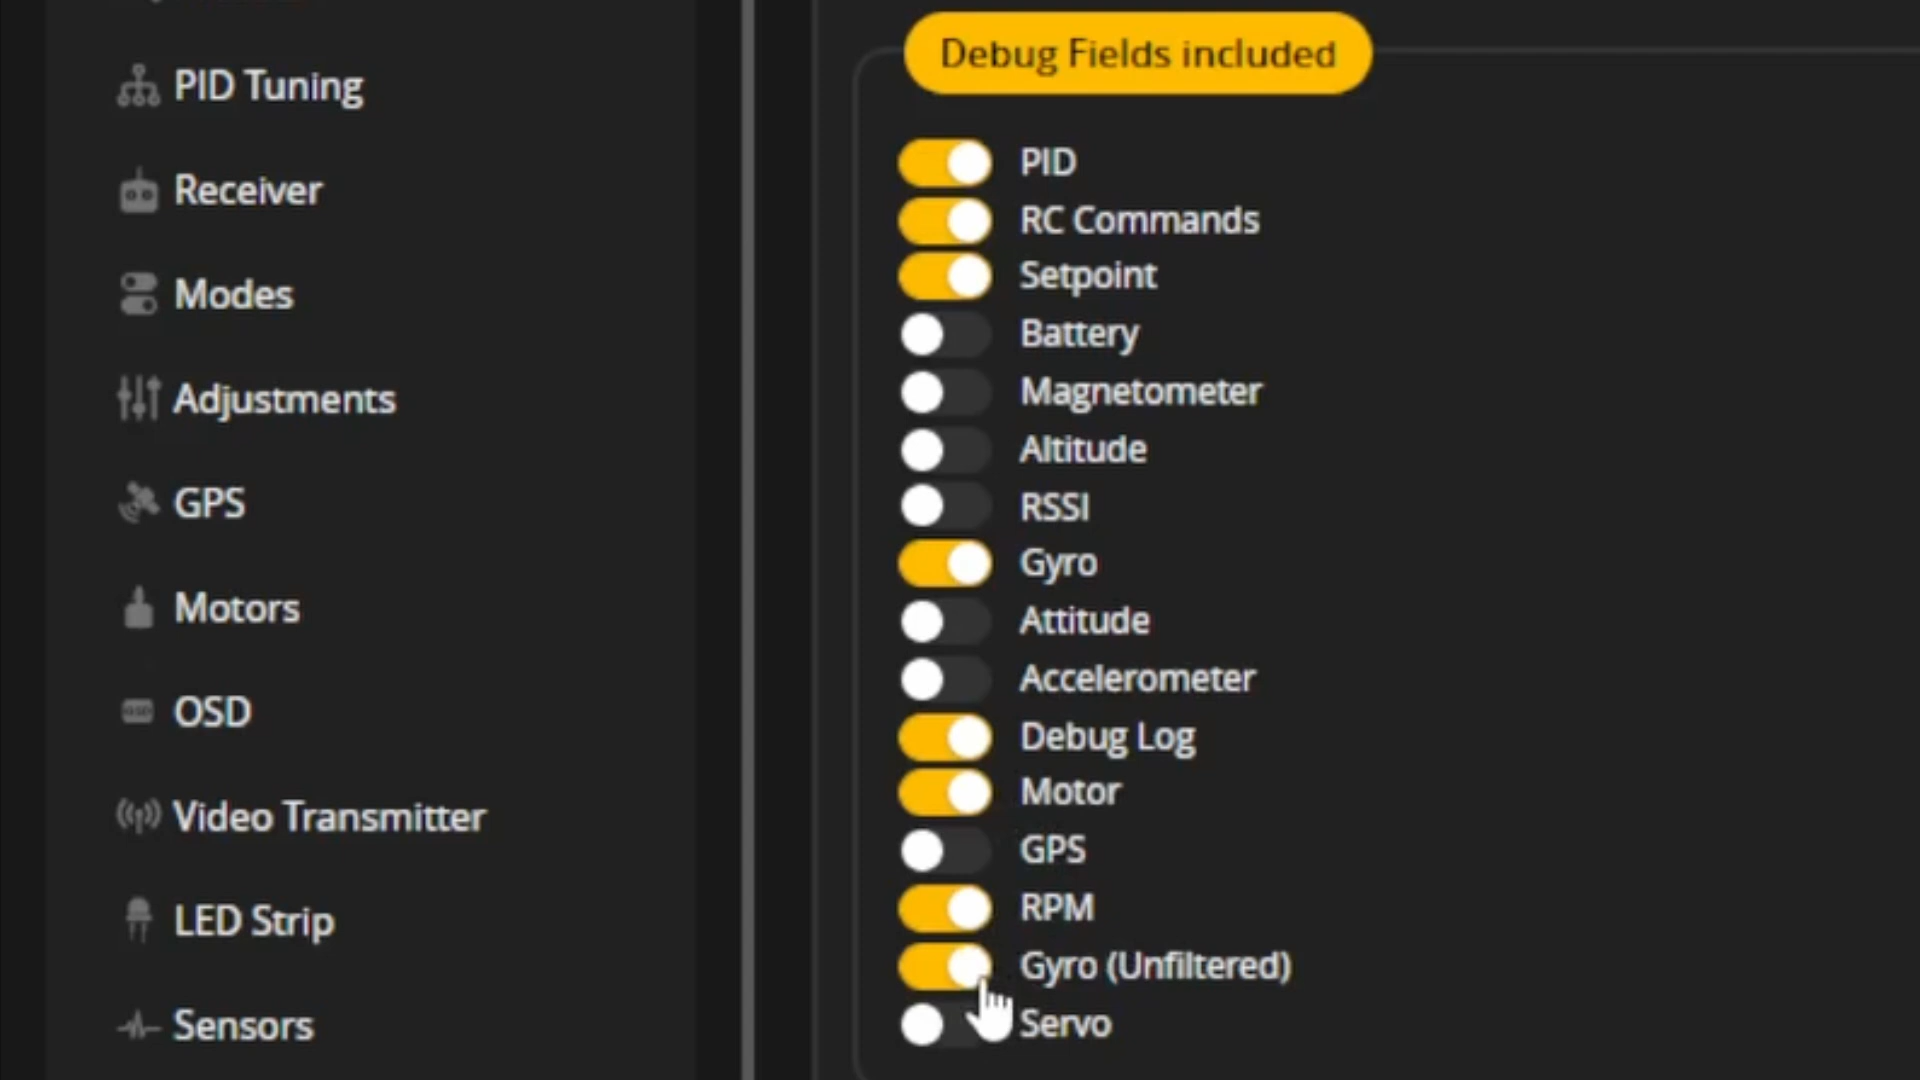 PID Tuning
Receiver
Modes
Adjustments
GPS
Motors
OSD
Video Transmitter
LED Strip
Sensors
Debug Fields included
PID
RC Commands
Setpoint
Battery
Magnetometer
Altitude
RSSI
Gyro
Attitude
Accelerometer
Debug Log
Motor
GPS
RPM
Gyro (Unfiltered)
Servo